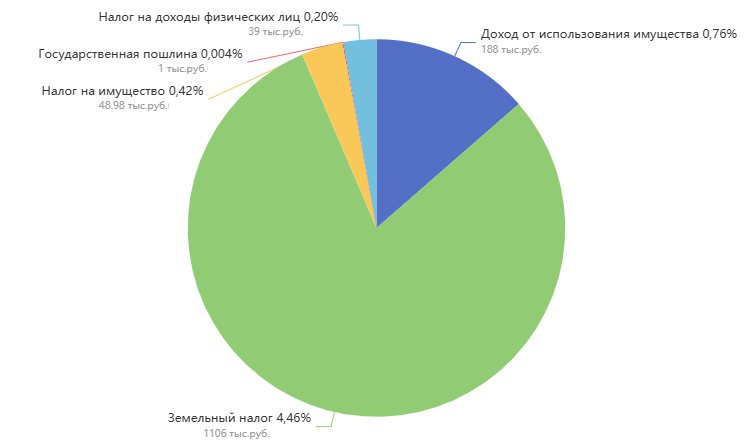 Налог на доходы физических лиц 0,20%
39 тыс.руб.
Доход от использования имущества 0,76%
188 тыс.руб.
Государственная пошлина 0,004%
1 тыс.руб.
Налог на имущество 0,42%
48.98 тыс.руб.
Земельный налог 4,46%
1106 тыс.руб.